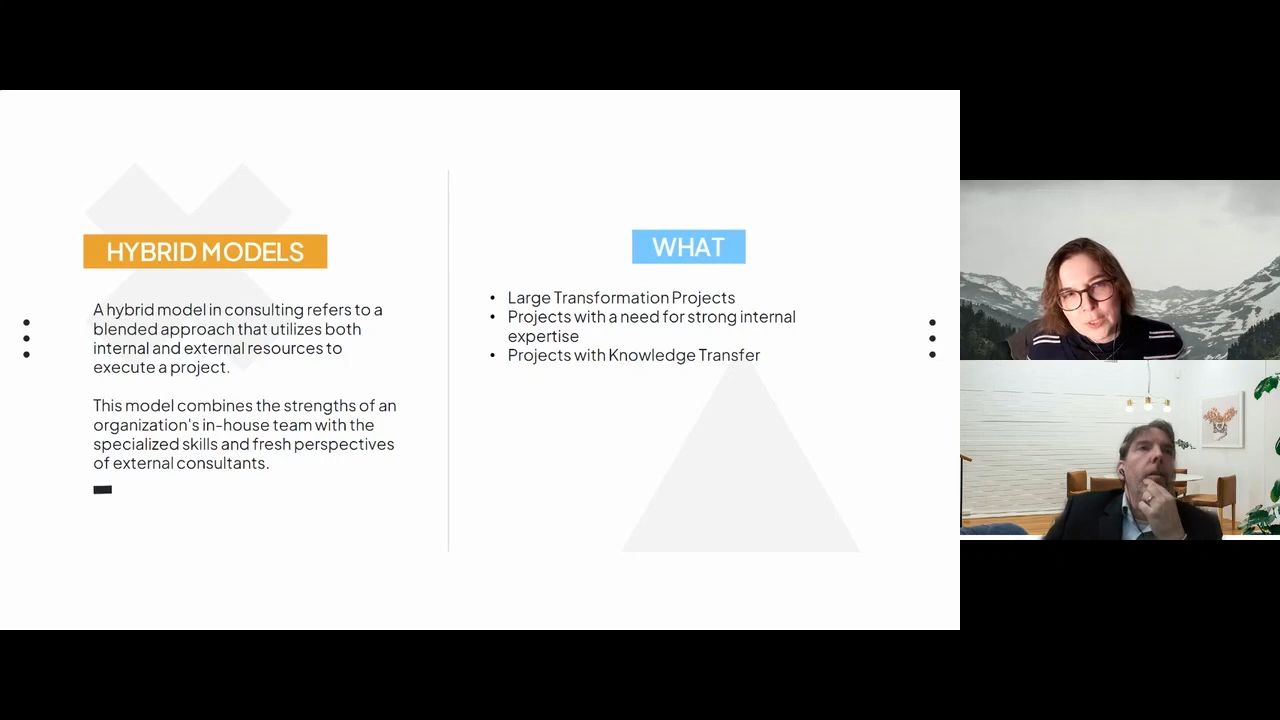 HYBRID MODELS
A hybrid model in consulting refers to a
blended approach that utilizes both
internal and external resources to
execute a project.
This model combines the strengths of an
organization's in-house team with the
specialized skills and fresh perspectives
of external consultants.
WHAT
• Large Transformation Projects
• Projects with a need for strong internal
expertise
• Projects with Knowledge Transfer